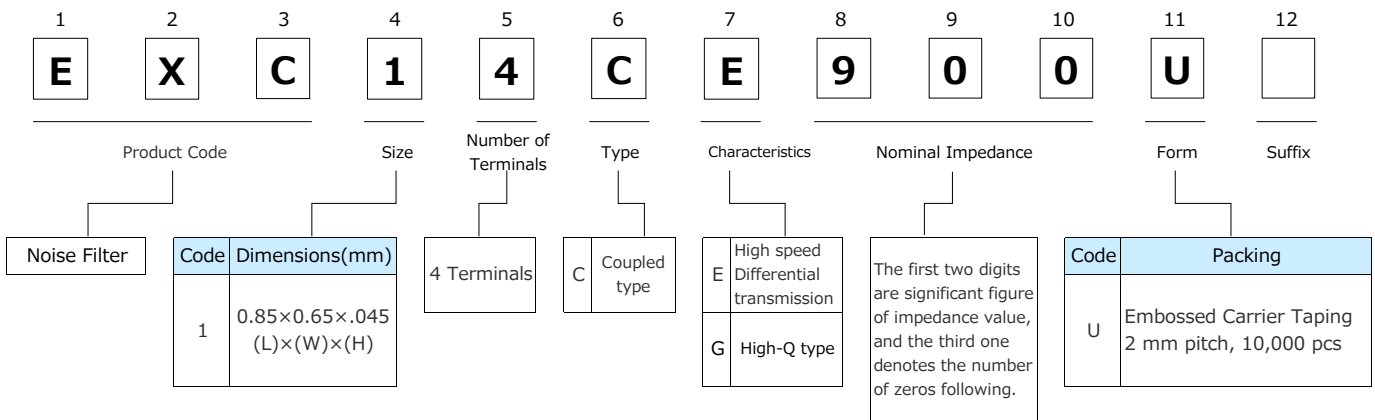 1 2 3 4 5 6 7 8 9 10 11 12
E X C 1 4 C E 9 0 0 U
Product Code Size Number of Terminals Type Characteristics Nominal Impedance Form Suffix
Noise Filter
Code Dimensions(mm)
1 0.85×0.65×.045
(L)×(W)×(H)
4 Terminals
C Coupled
type
E High speed
Differential
transmission
G High-Q type
The first two digits
are significant figure
of impedance value,
and the third one
denotes the number
of zeros following.
Code Packing
U Embossed Carrier Taping
2 mm pitch, 10,000 pcs